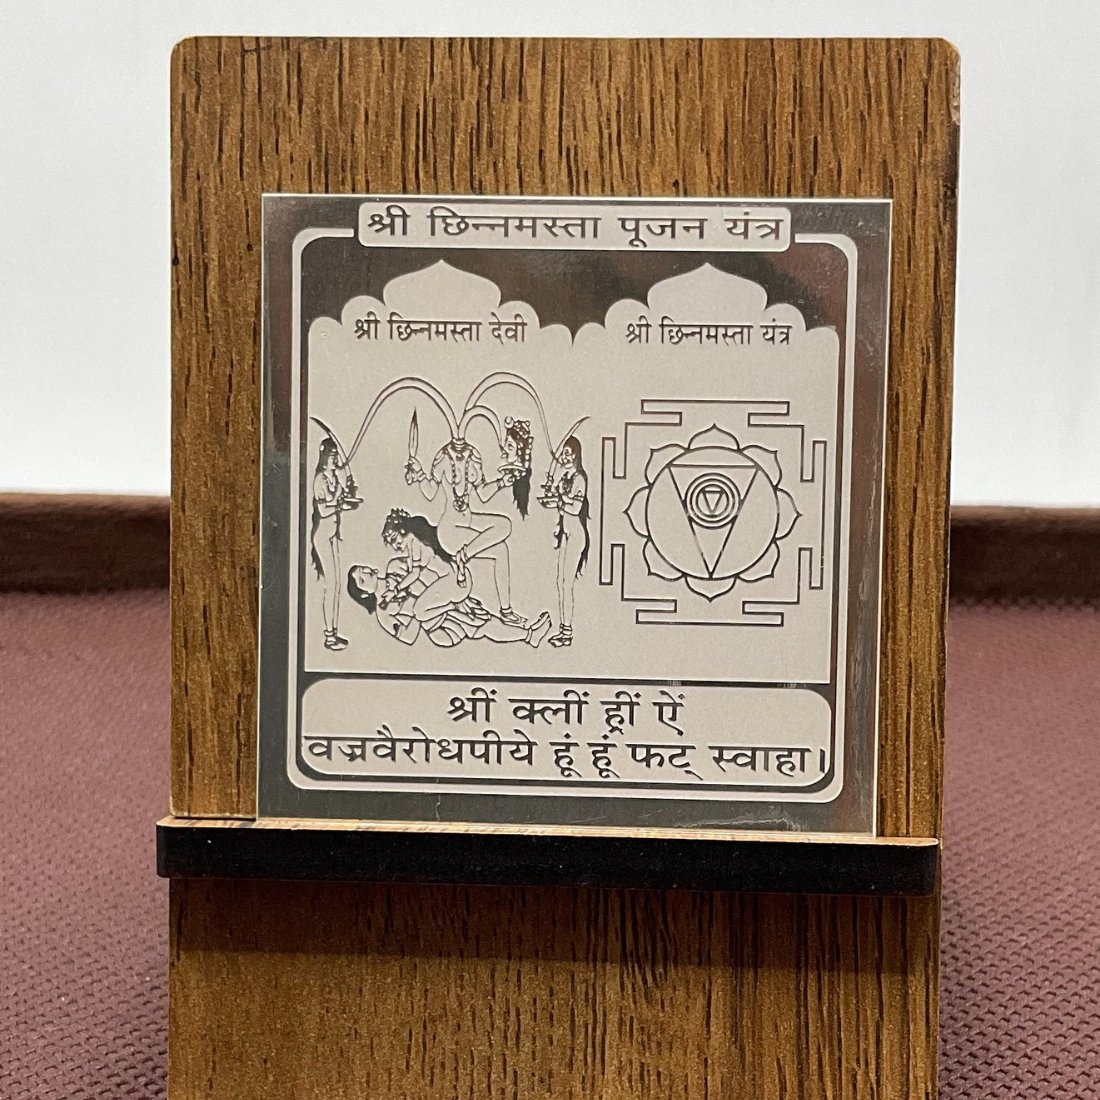 श्री छिन्नमस्ता पूजन यंत्र
श्री छिन्नमस्ता देवी
श्री छिन्नमस्ता यंत्र
श्रीं क्लीं ह्रीं ऐं
वज्रवैरोधपीये हूं हूं फट् स्वाहा।